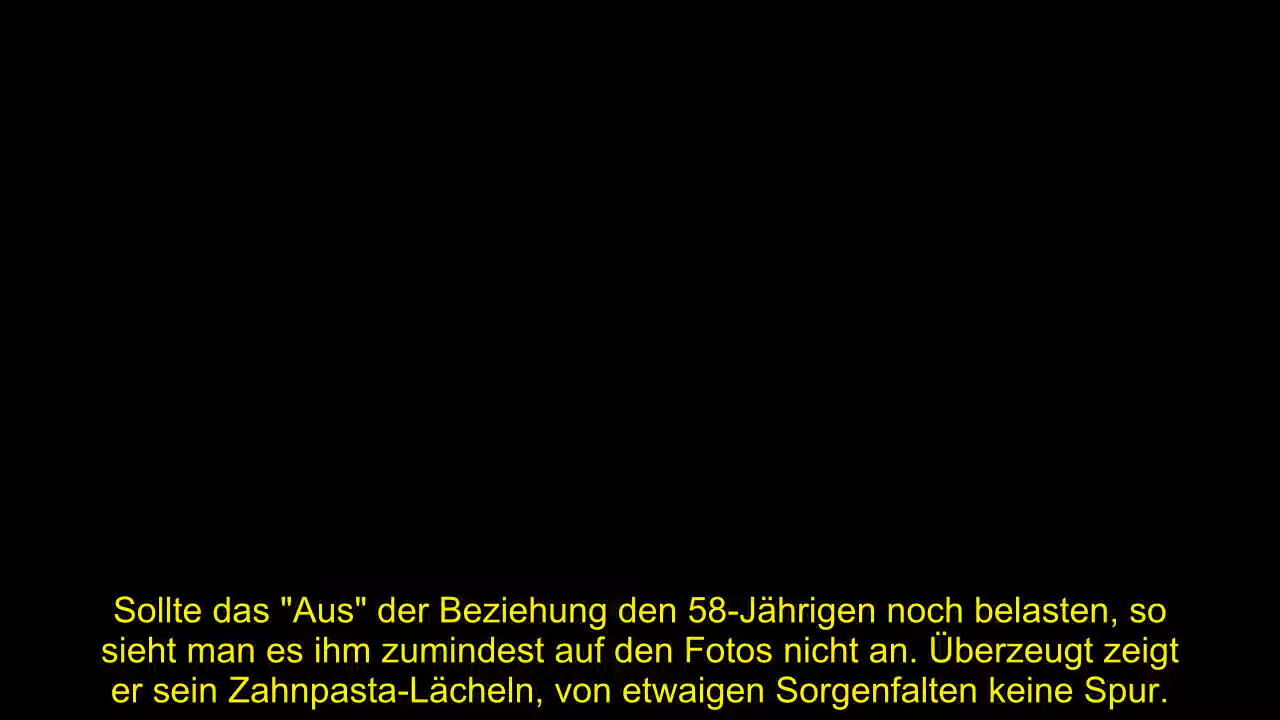 Sollte das "Aus" der Beziehung den 58-Jährigen noch belasten, so
sieht man es ihm zumindest auf den Fotos nicht an. Überzeugt zeigt
er sein Zahnpasta-Lächeln, von etwaigen Sorgenfalten keine Spur.